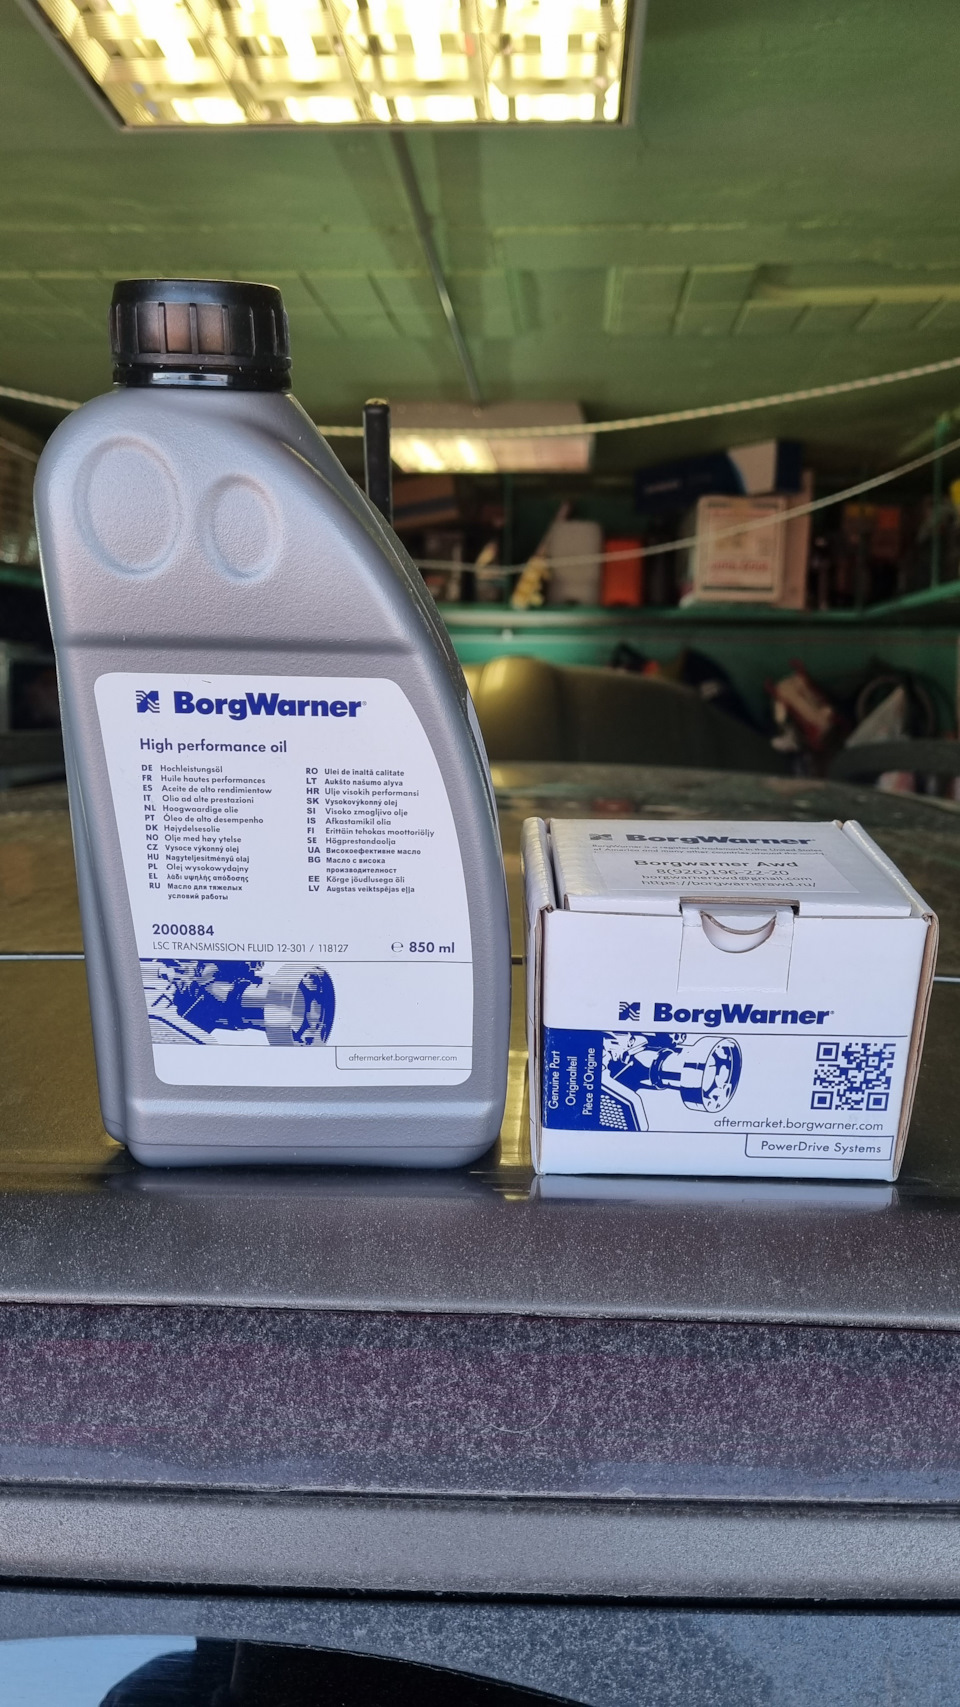 BorgWarner
High performance oil
DE Hochleistungsöl
FR Huile hautes performances
ES Aceite de alto rendimientow
IT Olio ad alte prestazioni
NL Hoogwaardige olie
PT Óleo de alto desempenho
DK Højydelsesolie
NO Olje med høy ytelse
CZ Vysoce výkonný olej
HU Nagyteljesítményű olaj
PL Olej wysokowydajny
EL λάδι υψηλής απόδοσης
RU Масло для тяжелых
условий работы
RO Ulei de înaltă calitate
LT Aukšto našumo alyva
HR Ulje visokih performansi
SK Vysokovýkonný olej
SI Visoko zmogljivo olje
IS Afkastamikil olia
FI Erittäin tehokas moottoriöljy
SE Högprestandaolja
UA Високоефективне масло
BG Масло с висока
производителност
EE Kõrge jõudlusega õli
LV Augstas veiktspējas eļļa
2000884
LSC TRANSMISSION FLUID 12-301 / 118127
℮ 850 ml
aftermarket.borgwarner.com
BorgWarner
BorgWarner is a registered
Borgwarner Awd
8(926)196-22-20
borgwarnerawd@gmail.com
https://borgwarnerawd.ru/
BorgWarner
Genuine Part
Originalteil
Pièce d'Origine
aftermarket.borgwarner.com
PowerDrive Systems